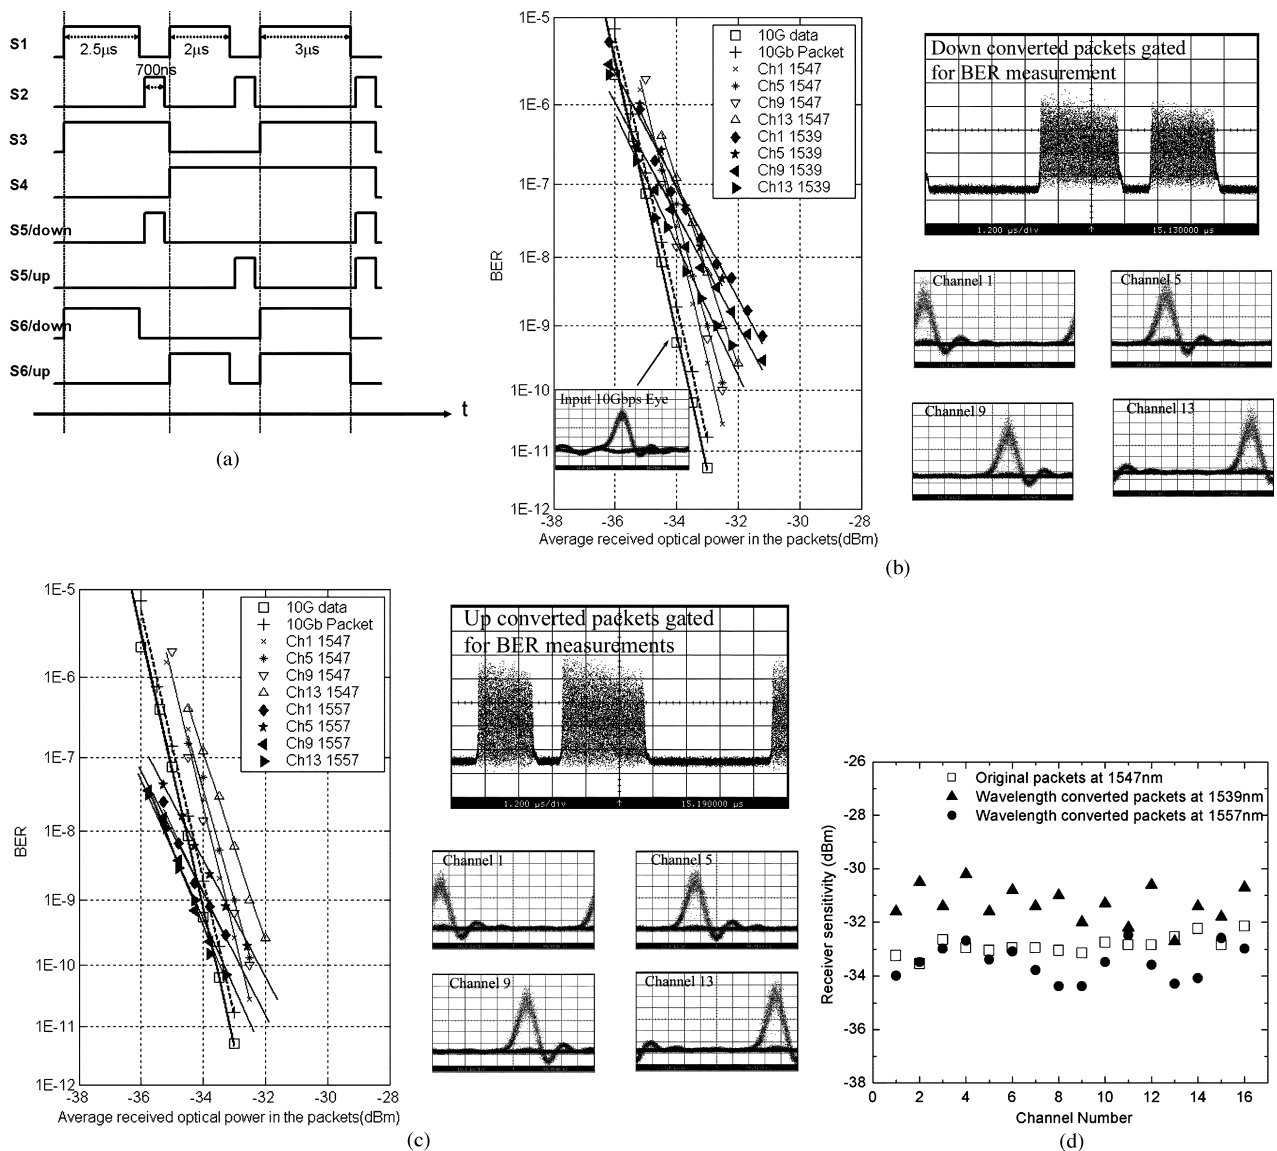 S1
2.5μs
2μs
3μs
700ns
S2
S3
S4
S5/down
S5/up
S6/down
S6/up
t
(a)
1E-5
1E-6
1E-7
1E-8
1E-9
1E-10
1E-11
1E-12
BER
10G data
10Gb Packet
Ch1 1547
Ch5 1547
Ch9 1547
Ch13 1547
Ch1 1539
Ch5 1539
Ch9 1539
Ch13 1539
Input 10Gbps Eye
-38 -36 -34 -32 -30 -28
Average received optical power in the packets(dBm)
Down converted packets gated
for BER measurement
1.200 μs/div
15.130000 μs
Channel 1
Channel 5
Channel 9
Channel 13
(b)
1E-5
1E-6
1E-7
1E-8
1E-9
1E-10
1E-11
1E-12
BER
10G data
10Gb Packet
Ch1 1547
Ch5 1547
Ch9 1547
Ch13 1547
Ch1 1557
Ch5 1557
Ch9 1557
Ch13 1557
-38 -36 -34 -32 -30 -28
Average received optical power in the packets(dBm)
Up converted packets gated
for BER measurements
1.200 μs/div
15.190000 μs
Channel 1
Channel 5
Channel 9
Channel 13
(c)
-26
-28
-30
-32
-34
-36
-38
Receiver sensitivity (dBm)
Original packets at 1547nm
Wavelength converted packets at 1539nm
Wavelength converted packets at 1557nm
0 2 4 6 8 10 12 14 16
Channel Number
(d)